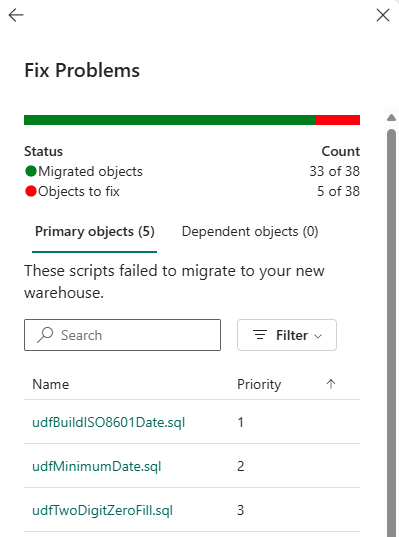 Fix Problems
Status Count
Migrated objects 33 of 38
Objects to fix 5 of 38
Primary objects (5) Dependent objects (0)
These scripts failed to migrate to your new
warehouse.
Search Filter
Name Priority
udfBuildISO8601Date.sql 1
udfMinimumDate.sql 2
udfTwoDigitZeroFill.sql 3